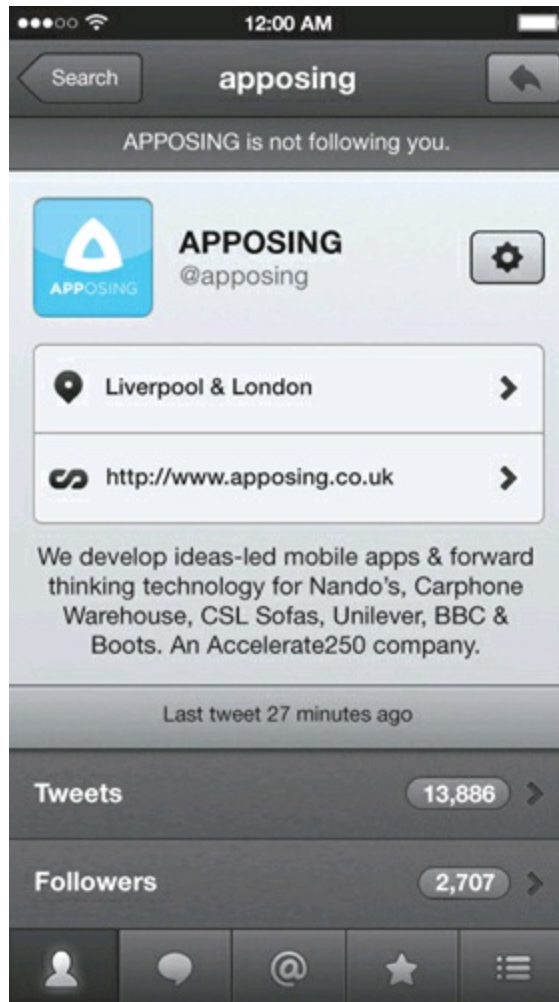 12:00 AM
Search
apposing
APPOSING is not following you.
APPOSING
APPOSING
@apposing
Liverpool & London
http://www.apposing.co.uk
We develop ideas-led mobile apps & forward
thinking technology for Nando's, Carphone
Warehouse, CSL Sofas, Unilever, BBC &
Boots. An Accelerate250 company.
Last tweet 27 minutes ago
Tweets 13,886
Followers 2,707
@